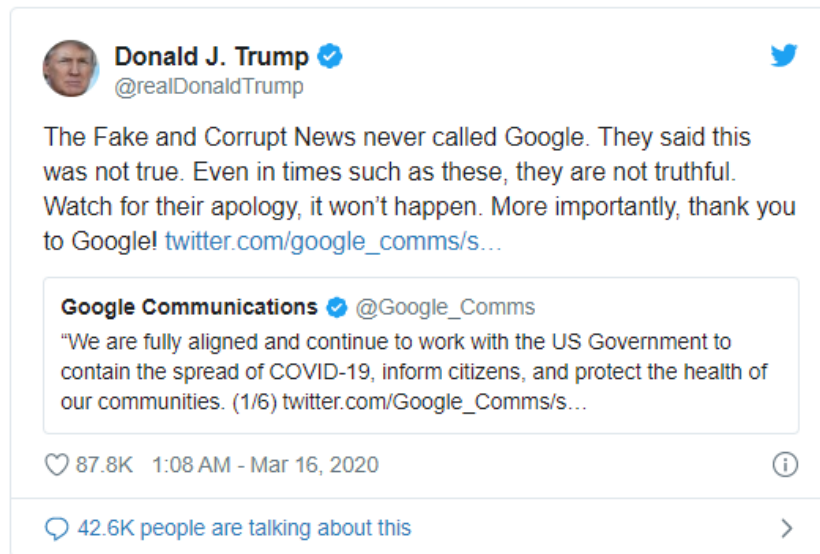 Donald J. Trump
@realDonaldTrump
The Fake and Corrupt News never called Google. They said this
was not true. Even in times such as these, they are not truthful.
Watch for their apology, it won’t happen. More importantly, thank you
to Google! twitter.com/google_comms/s…
Google Communications @Google_Comms
“We are fully aligned and continue to work with the US Government to
contain the spread of COVID-19, inform citizens, and protect the health of
our communities. (1/6) twitter.com/Google_Comms/s…
87.8K 1:08 AM - Mar 16, 2020
42.6K people are talking about this